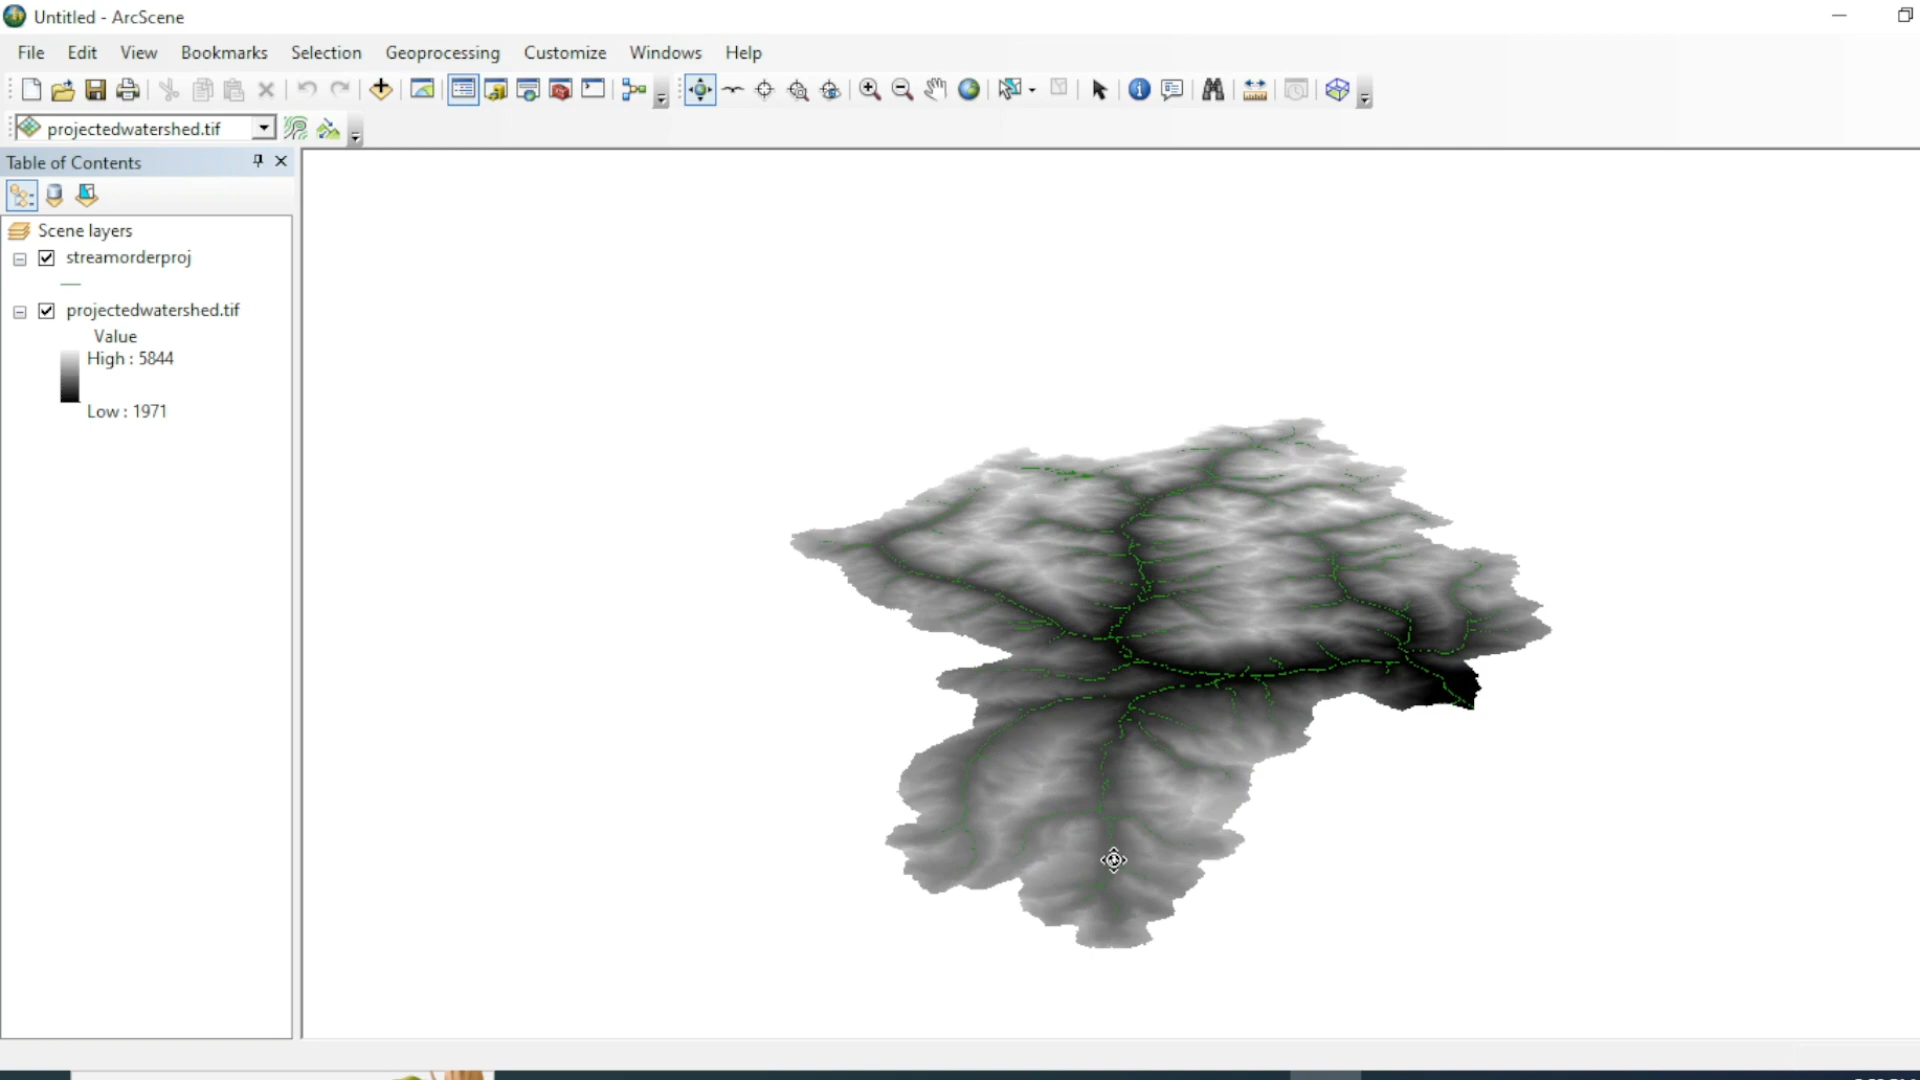 Untitled - ArcScene
File Edit View Bookmarks Selection Geoprocessing Customize Windows Help
projectedwatershed.tif
Table of Contents
Scene layers
streamorderproj
projectedwatershed.tif
Value
High : 5844
Low : 1971